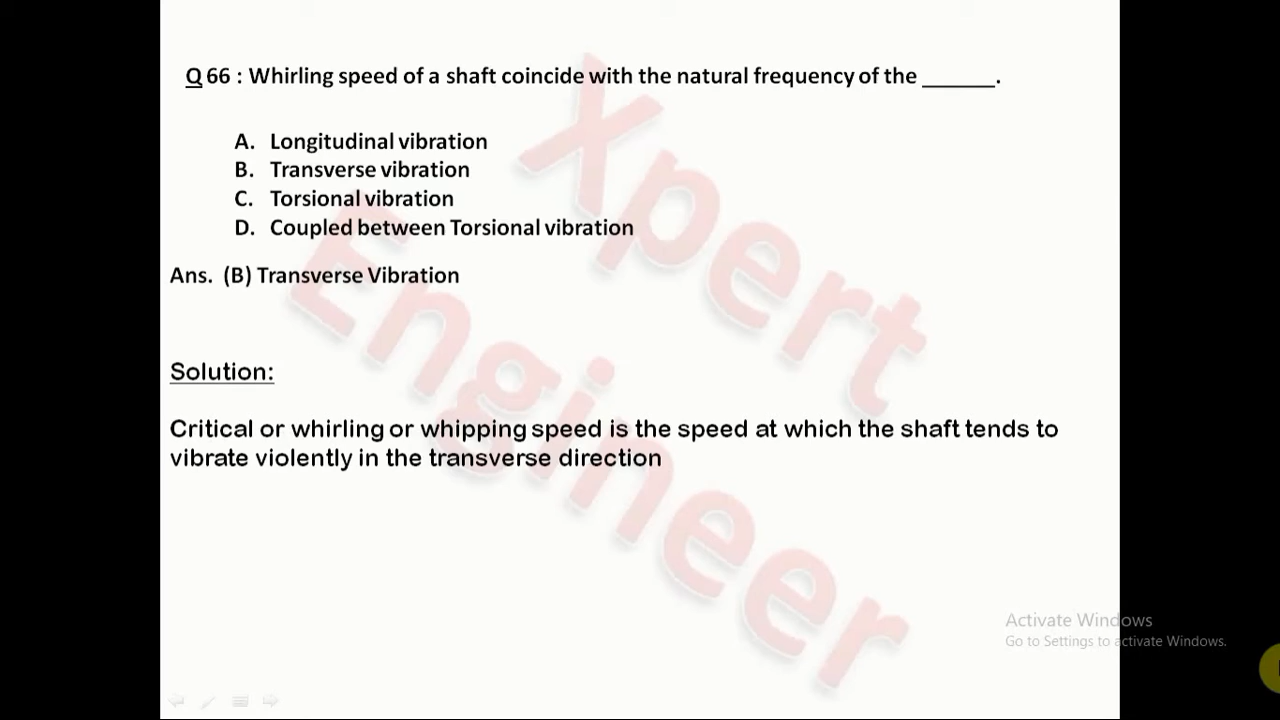 Q 66 : Whirling speed of a shaft coincide with the natural frequency of the ______.
A. Longitudinal vibration
B. Transverse vibration
C. Torsional vibration
D. Coupled between Torsional vibration
Ans. (B) Transverse Vibration
Solution:
Critical or whirling or whipping speed is the speed at which the shaft tends to
vibrate violently in the transverse direction
Xpert
Engineer
Activate Windows
Go to Settings to activate Windows.